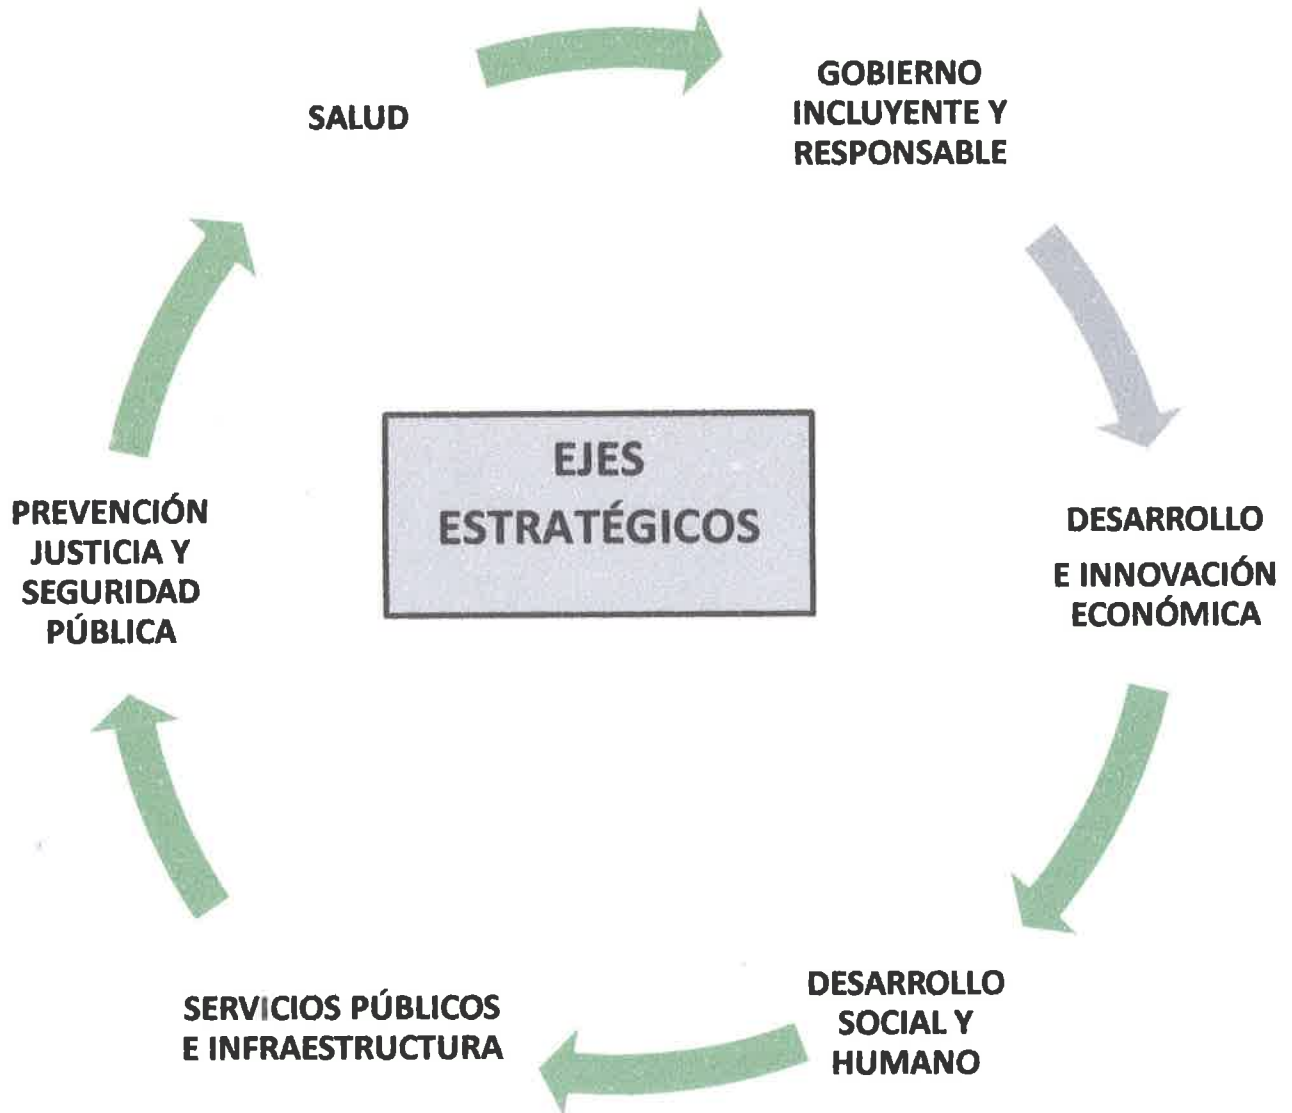 SALUD
GOBIERNO
INCLUYENTE Y
RESPONSABLE
EJES
ESTRATÉGICOS
PREVENCIÓN
JUSTICIA Y
SEGURIDAD
PÚBLICA
DESARROLLO
E INNOVACIÓN
ECONÓMICA
SERVICIOS PÚBLICOS
E INFRAESTRUCTURA
DESARROLLO
SOCIAL Y
HUMANO